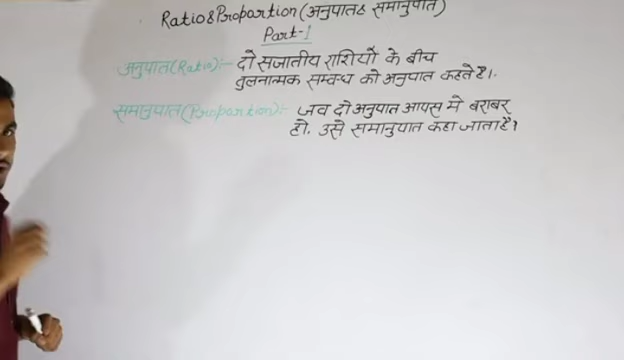 Ratio & Proportion (अनुपात & समानुपात)
Part-1
अनुपात (Ratio):- दो सजातीय राशियों के बीच
तुलनात्मक सम्बन्ध को अनुपात कहते है।
समानुपात (Proportion):- जब दो अनुपात आपस मे बराबर
हो, उसे समानुपात कहा जाता है।